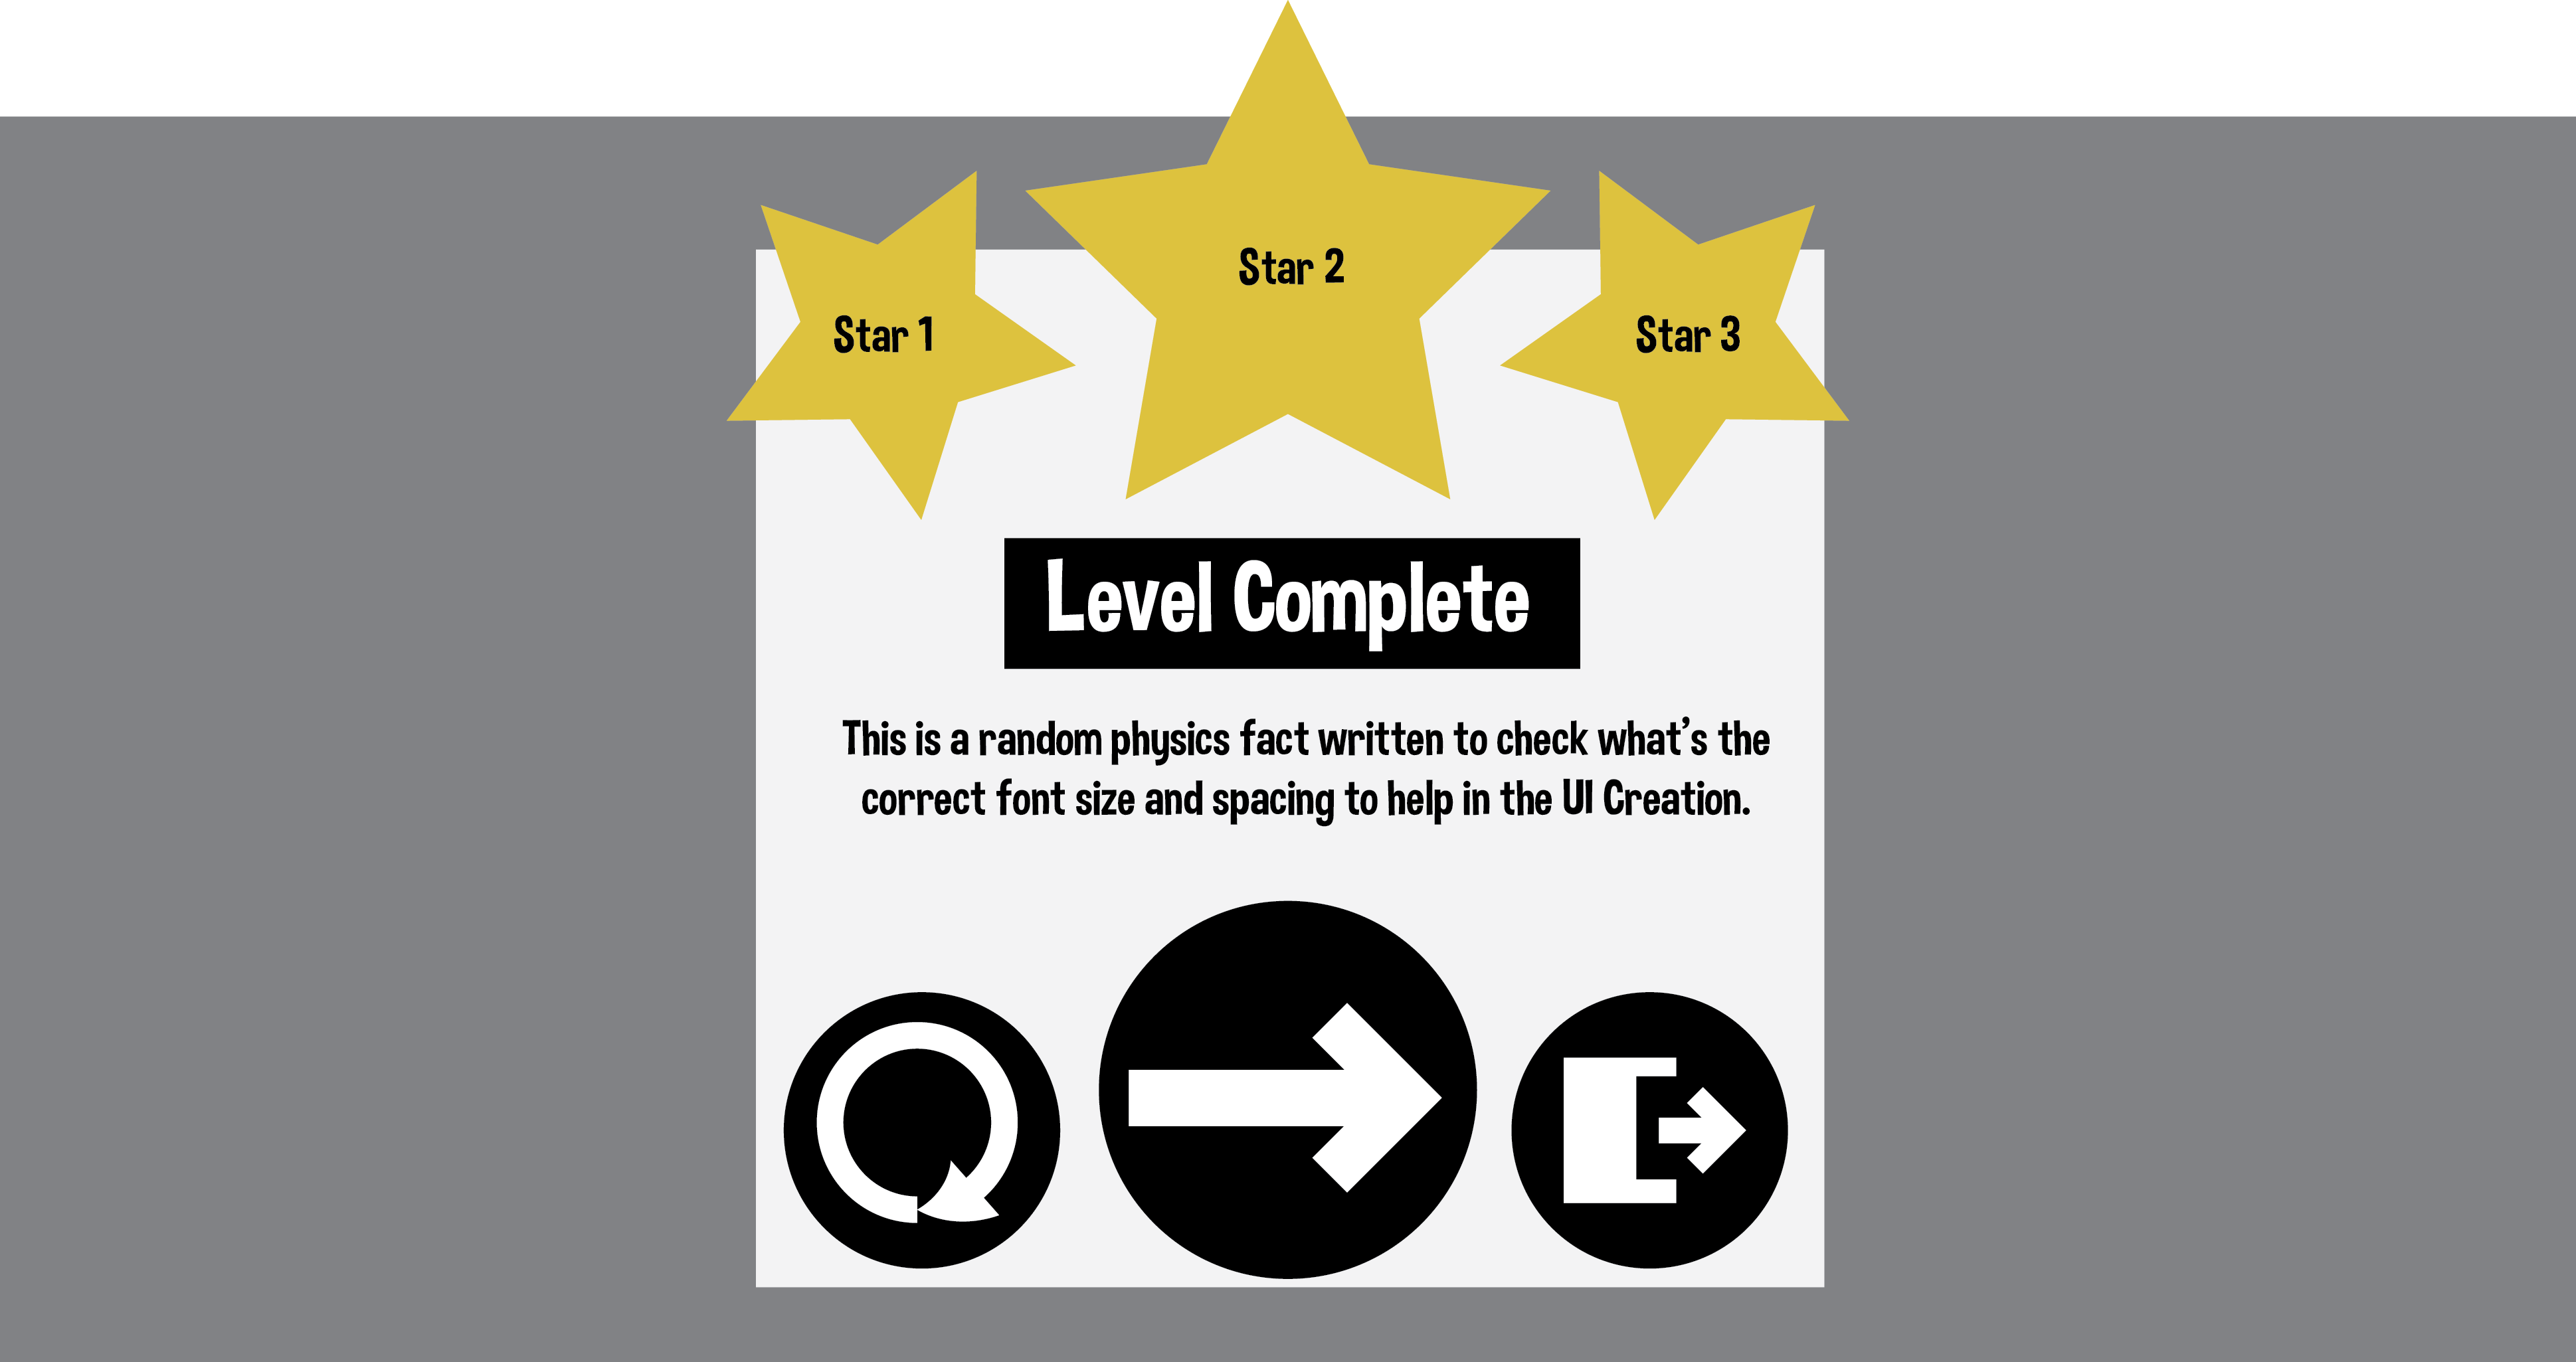 Star 2
Star 1
Star 3
Level Complete
This is a random physics fact written to check what’s the
correct font size and spacing to help in the UI Creation.